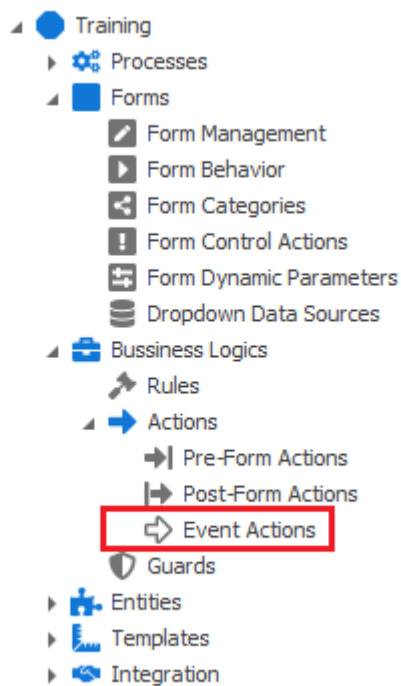 Training
Processes
Forms
Form Management
Form Behavior
Form Categories
Form Control Actions
Form Dynamic Parameters
Dropdown Data Sources
Bussiness Logics
Rules
Actions
Pre-Form Actions
Post-Form Actions
Event Actions
Guards
Entities
Templates
Integration